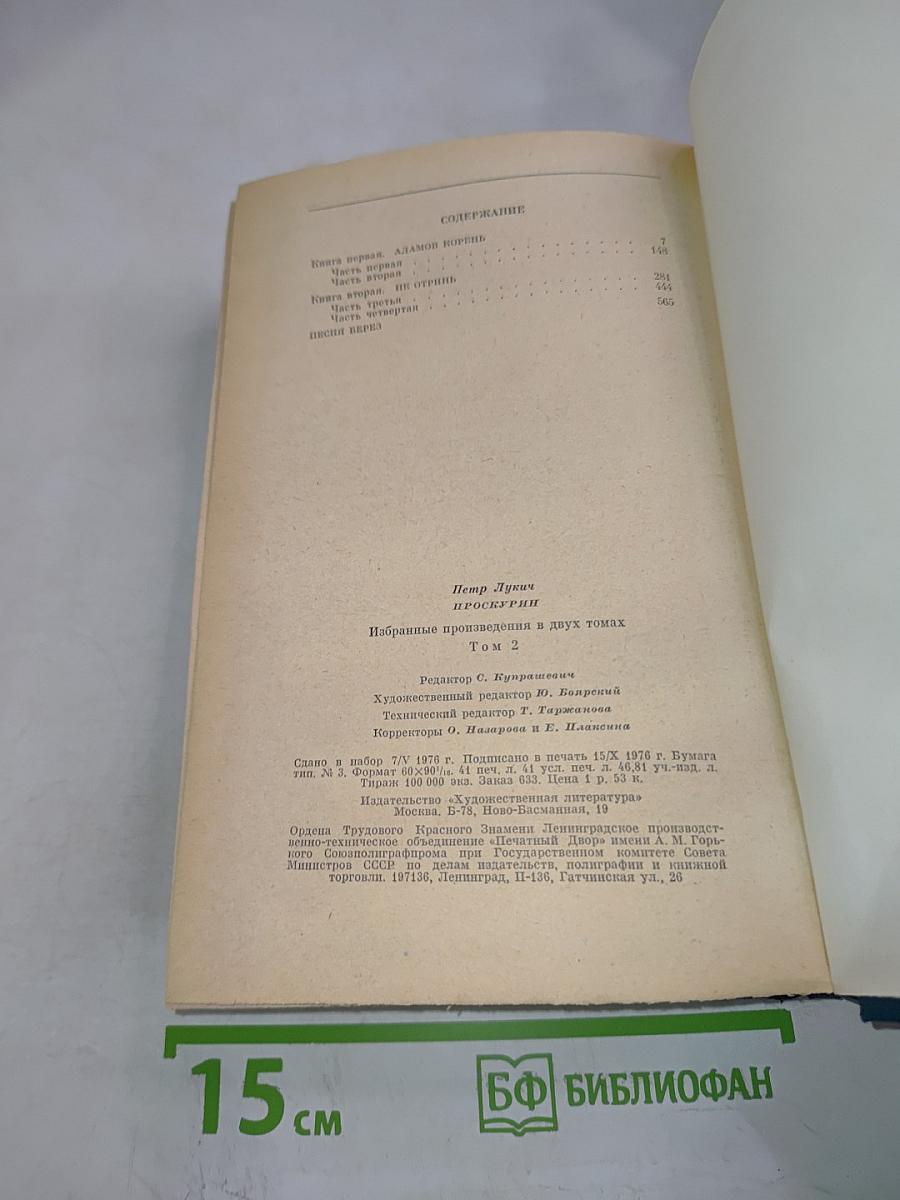 СОДЕРЖАНИЕ
Книга первая. АДАМОВ КОРЕНЬ
Часть первая . . . . . . . . . . . . . . 7
Часть вторая . . . . . . . . . . . . . . 148
Книга вторая. НЕ ОТРИНЬ
Часть третья . . . . . . . . . . . . . . 281
Часть четвертая . . . . . . . . . . . . . 444
ПЕСНЯ БЕРЕЗ 565
Петр Лукич
ПРОСКУРИН
Избранные произведения в двух томах
Том 2
Редактор С. Купрашевич
Художественный редактор Ю. Боярский
Технический редактор Т. Таржанова
Корректоры О. Назарова и Е. Плаксина
Сдано в набор 7/V 1976 г. Подписано в печать 15/X 1976 г. Бумага
тип. № 3. Формат 60×90¹/₁₆. 41 печ. л. 41 усл. печ. л. 46,81 уч.-изд. л.
Тираж 100 000 экз. Заказ 633. Цена 1 р. 53 к.
Издательство «Художественная литература»
Москва. Б-78, Ново-Басманная, 19
Ордена Трудового Красного Знамени Ленинградское производст-
венно-техническое объединение «Печатный Двор» имени А. М. Горь-
кого Союзполиграфпрома при Государственном комитете Совета
Министров СССР по делам издательств, полиграфии и книжной
торговли. 197136, Ленинград, П-136, Гатчинская ул., 26
15 см
БФ БИБЛИОФАН